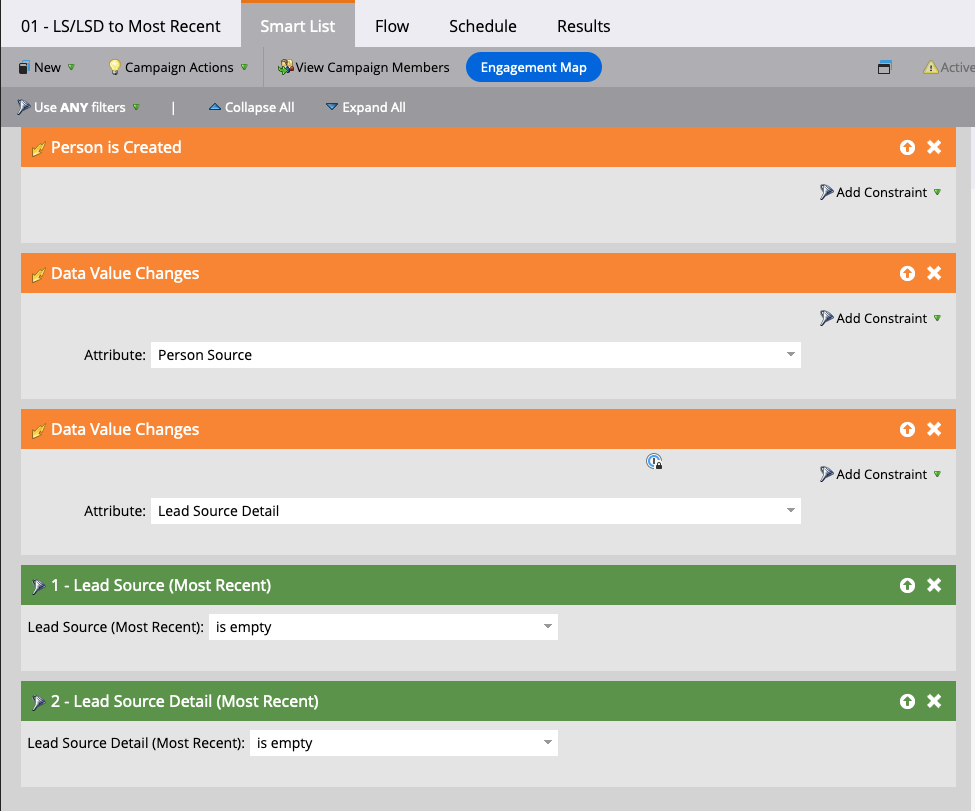 01 - LS/LSD to Most Recent Smart List Flow Schedule Results
New Campaign Actions View Campaign Members Engagement Map Active
Use ANY filters | Collapse All Expand All
Person is Created
Add Constraint
Data Value Changes
Add Constraint
Attribute: Person Source
Data Value Changes
Add Constraint
Attribute: Lead Source Detail
1 - Lead Source (Most Recent)
Lead Source (Most Recent): is empty
2 - Lead Source Detail (Most Recent)
Lead Source Detail (Most Recent): is empty